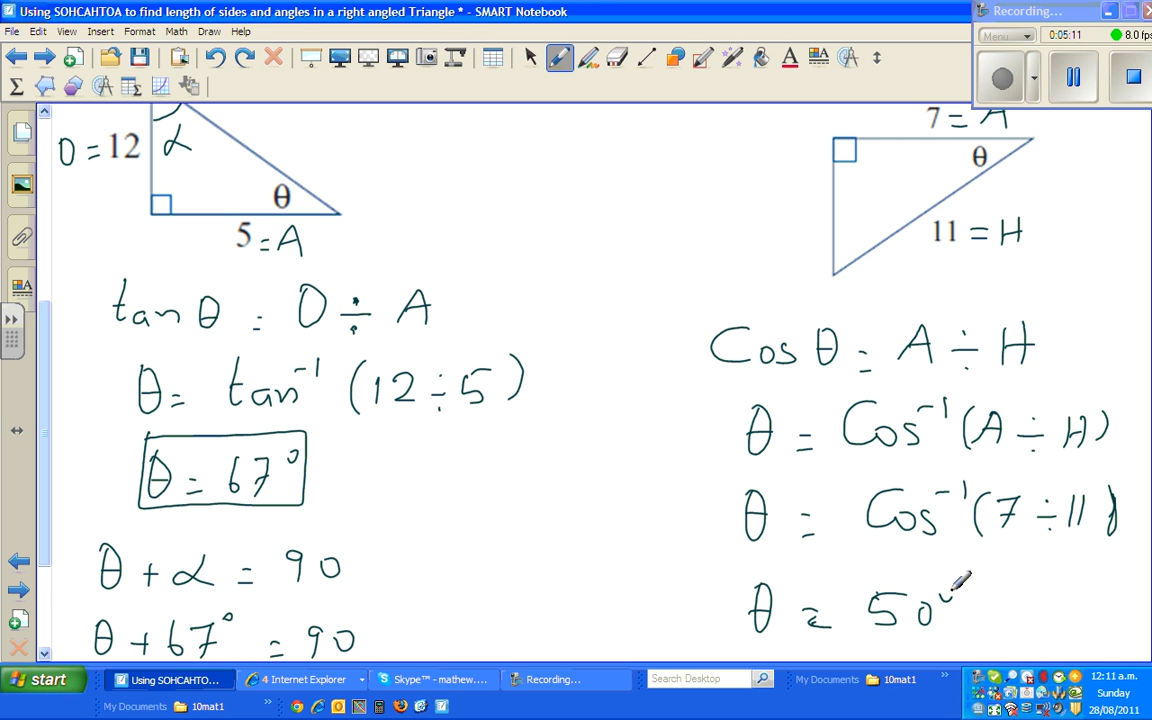 Using SOHCAHTOA to find length of sides and angles in a right angled Triangle * - SMART Notebook
Recording...
File Edit View Insert Format Math Draw Help
Menu 0:05:11 8.0 fps
O = 12 α
θ
5 = A
tan θ = O ÷ A
θ = tan⁻¹ (12 ÷ 5)
θ = 67°
θ + α = 90
θ + 67° = 90
7 = A
θ
11 = H
Cos θ = A ÷ H
θ = Cos⁻¹ (A ÷ H)
θ = Cos⁻¹ (7 ÷ 11)
θ = 50
start Using SOHCAHTOA... 4 Internet Explorer Skype™ - mathew.... Recording... Search Desktop My Documents 10mat1 12:11 a.m.
Sunday
My Documents 10mat1 28/08/2011